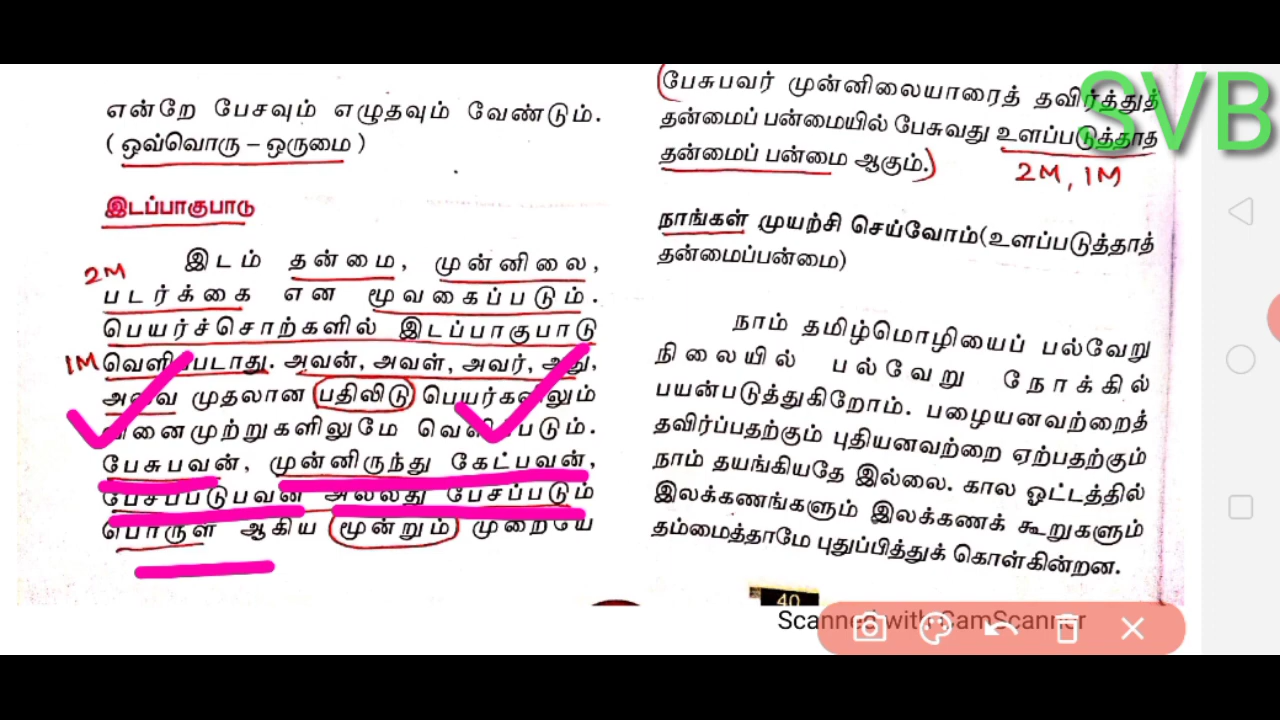 என்றே பேசவும் எழுதவும் வேண்டும்.
( ஒவ்வொரு – ஒருமை )
இடப்பாகுபாடு
2M
இடம் தன்மை, முன்னிலை,
படர்க்கை என மூவகைப்படும்.
பெயர்ச்சொற்களில் இடப்பாகுபாடு
1M
வெளிப்படாது. அவன், அவள், அவர், அது,
அவை முதலான பதிலிடு பெயர்களிலும்
வினைமுற்றுகளிலுமே வெளிப்படும்.
பேசுபவன், முன்னிருந்து கேட்பவன்,
பேசப்படுபவன் அல்லது பேசப்படும்
பொருள் ஆகிய மூன்றும் முறையே
பேசுபவர் முன்னிலையாரைத் தவிர்த்துத்
தன்மைப் பன்மையில் பேசுவது உளப்படுத்தாத
தன்மைப் பன்மை ஆகும்.)
2M, 1M
நாங்கள் முயற்சி செய்வோம்(உளப்படுத்தாத்
தன்மைப்பன்மை)
நாம் தமிழ்மொழியைப் பல்வேறு
நிலையில் பல்வேறு நோக்கில்
பயன்படுத்துகிறோம். பழையனவற்றைத்
தவிர்ப்பதற்கும் புதியனவற்றை ஏற்பதற்கும்
நாம் தயங்கியதே இல்லை. கால ஓட்டத்தில்
இலக்கணங்களும் இலக்கணக் கூறுகளும்
தம்மைத்தாமே புதுப்பித்துக் கொள்கின்றன.
40
Scanned with CamScanner
SVB